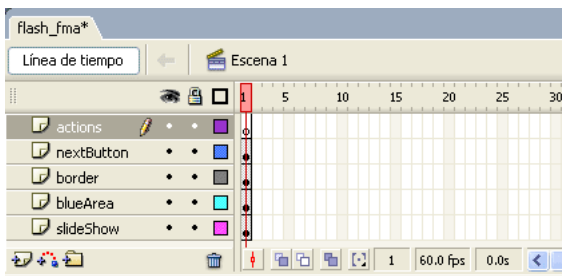 flash_fma*
Línea de tiempo Escena 1
1 5 10 15 20 25 30
actions
nextButton
border
blueArea
slideShow
1 60.0 fps 0.0s